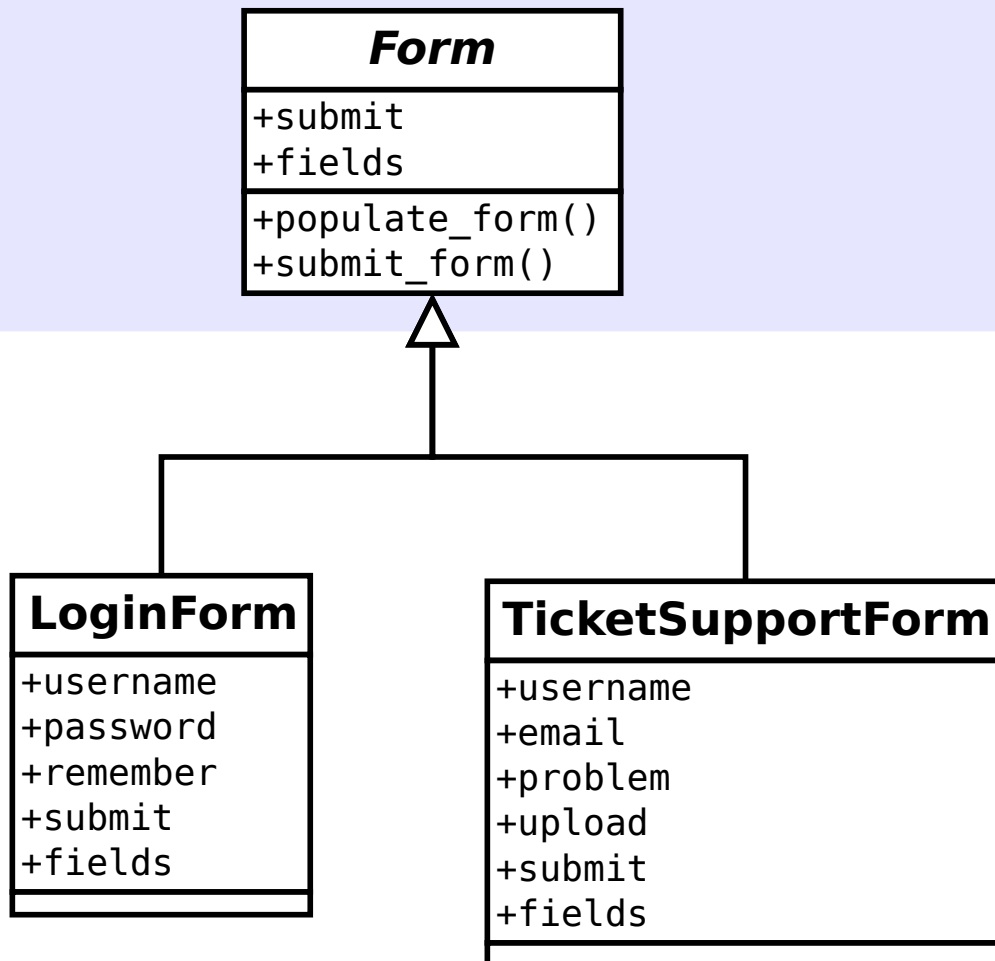 Form
+submit
+fields
+populate_form()
+submit_form()
LoginForm
+username
+password
+remember
+submit
+fields
TicketSupportForm
+username
+email
+problem
+upload
+submit
+fields